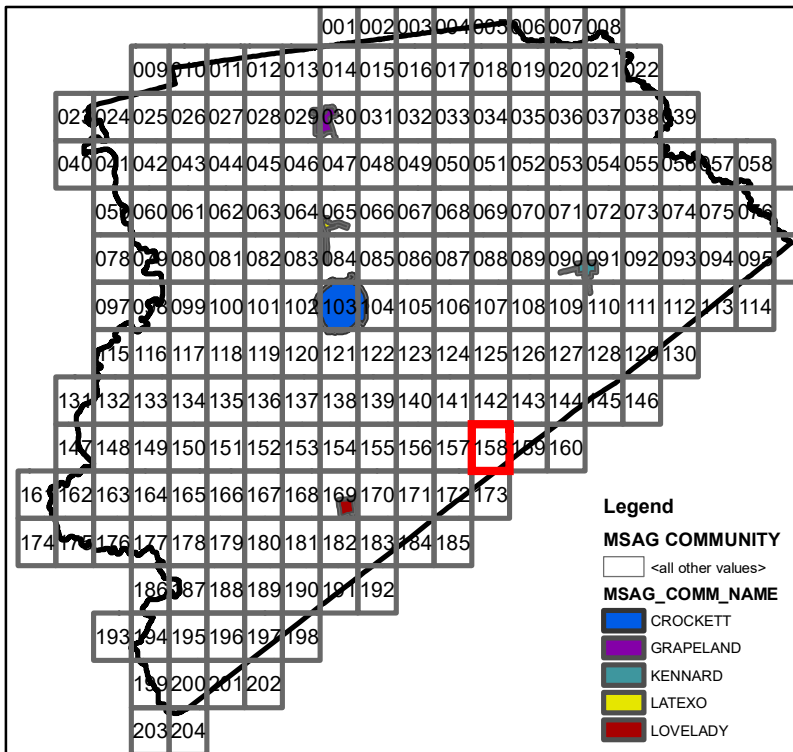 001 002 003 004 005 006 007 008
009 010 011 012 013 014 015 016 017 018 019 020 021 022
023 024 025 026 027 028 029 030 031 032 033 034 035 036 037 038 039
040 041 042 043 044 045 046 047 048 049 050 051 052 053 054 055 056 057 058
059 060 061 062 063 064 065 066 067 068 069 070 071 072 073 074 075 076
078 079 080 081 082 083 084 085 086 087 088 089 090 091 092 093 094 095
097 098 099 100 101 102 103 104 105 106 107 108 109 110 111 112 113 114
115 116 117 118 119 120 121 122 123 124 125 126 127 128 129 130
131 132 133 134 135 136 137 138 139 140 141 142 143 144 145 146
147 148 149 150 151 152 153 154 155 156 157 158 159 160
161 162 163 164 165 166 167 168 169 170 171 172 173
174 175 176 177 178 179 180 181 182 183 184 185
186 187 188 189 190 191 192
193 194 195 196 197 198
199 200 201 202
203 204
Legend
MSAG COMMUNITY
<all other values>
MSAG_COMM_NAME
CROCKETT
GRAPELAND
KENNARD
LATEXO
LOVELADY